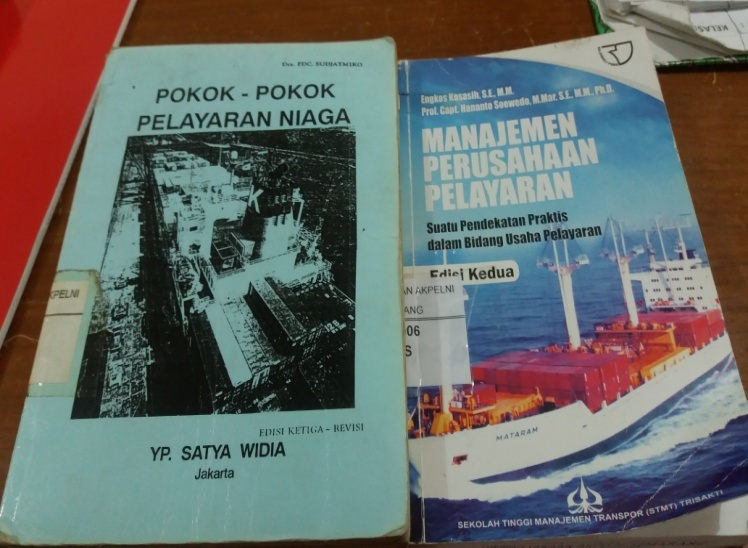 Drs. FDC. SUDJATMIKO
POKOK - POKOK
PELAYARAN NIAGA
KPELNI
EDISI KETIGA - REVISI
YP. SATYA WIDIA
Jakarta
Engkos Kosasih, S.E., M.M.
Prof. Capt. Hananto Soewedo, M.Mar, S.E., M.M., Ph.D.
MANAJEMEN
PERUSAHAAN
PELAYARAN
Suatu Pendekatan Praktis
dalam Bidang Usaha Pelayaran
Edisi Kedua
AN AKPELNI
ANG
06
S
MATARAM
SEKOLAH TINGGI MANAJEMEN TRANSPOR (STMT) TRISAKTI
KELAS